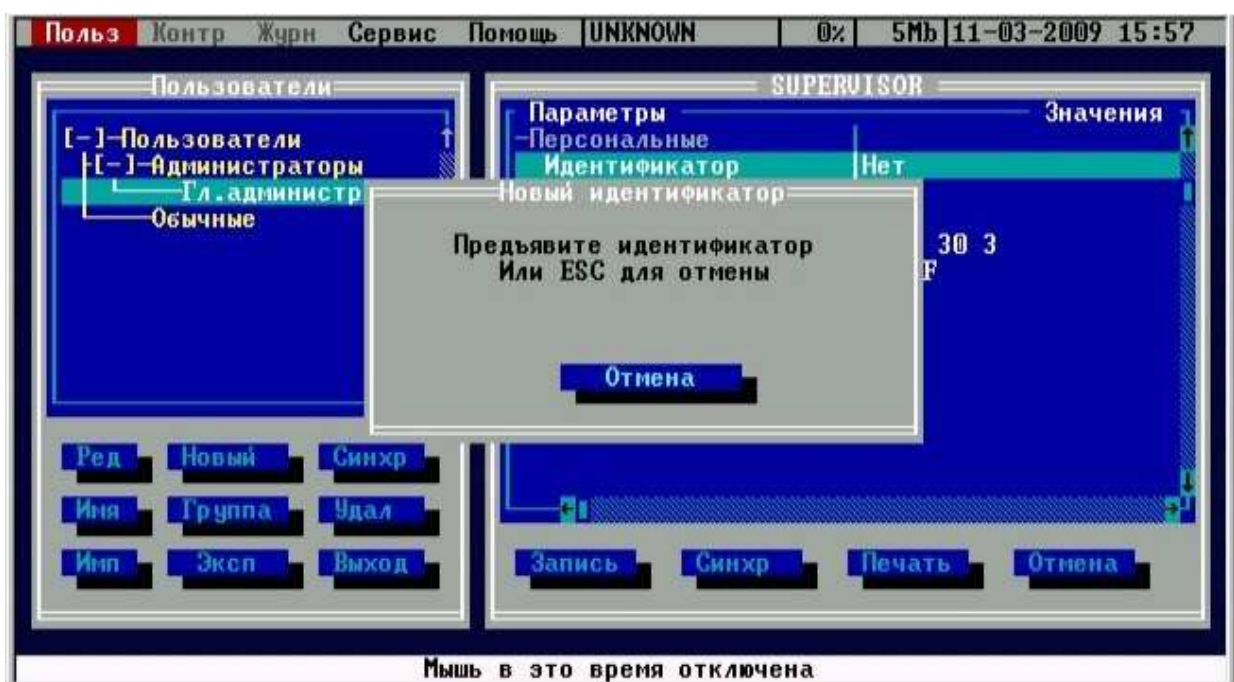 Польз Контр Журн Сервис Помощь UNKNOWN 0% 5Mb 11-03-2009 15:57
Пользователи
[-]-Пользователи
[-]-Администраторы
Гл.админист
Обычные
Ред Новый Синхр
Имя Группа Удал
Имп Эксп Выход
SUPERVISOR
Параметры Значения
-Персональные
Идентификатор Нет
30 3
F
Новый идентификатор
Предъявите идентификатор
Или ESC для отмены
Отмена
Запись Синхр Печать Отмена
Мышь в это время отключена